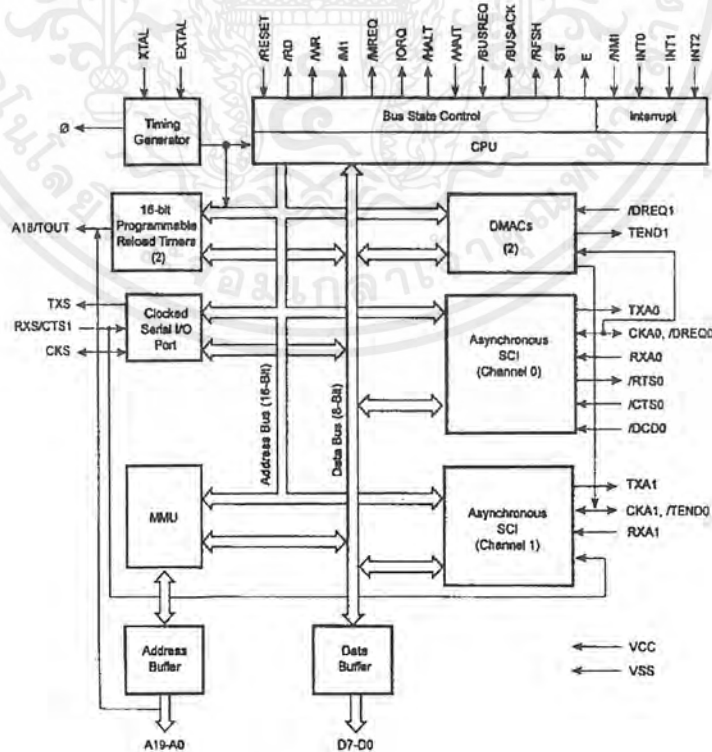 XTAL
EXTAL
/RESET
/RD
/WR
/M1
/MREQ
IORQ
/HALT
/WAIT
/BUSREQ
/BUSACK
/RFSH
ST
E
/NMI
INT0
INT1
INT2
Ø
Timing
Generator
Bus State Control
Interrupt
CPU
A18/TOUT
16-bit
Programmable
Reload Timers
(2)
DMACs
(2)
/DREQ1
TEND1
TXS
RXS/CTS1
CKS
Clocked
Serial I/O
Port
Address Bus (16-Bit)
Data Bus (8-Bit)
Asynchronous
SCI
(Channel 0)
TXA0
CKA0, /DREQ0
RXA0
/RTS0
/CTS0
/DCD0
MMU
Asynchronous
SCI
(Channel 1)
TXA1
CKA1, /TEND0
RXA1
Address
Buffer
Data
Buffer
VCC
VSS
A19-A0
D7-D0